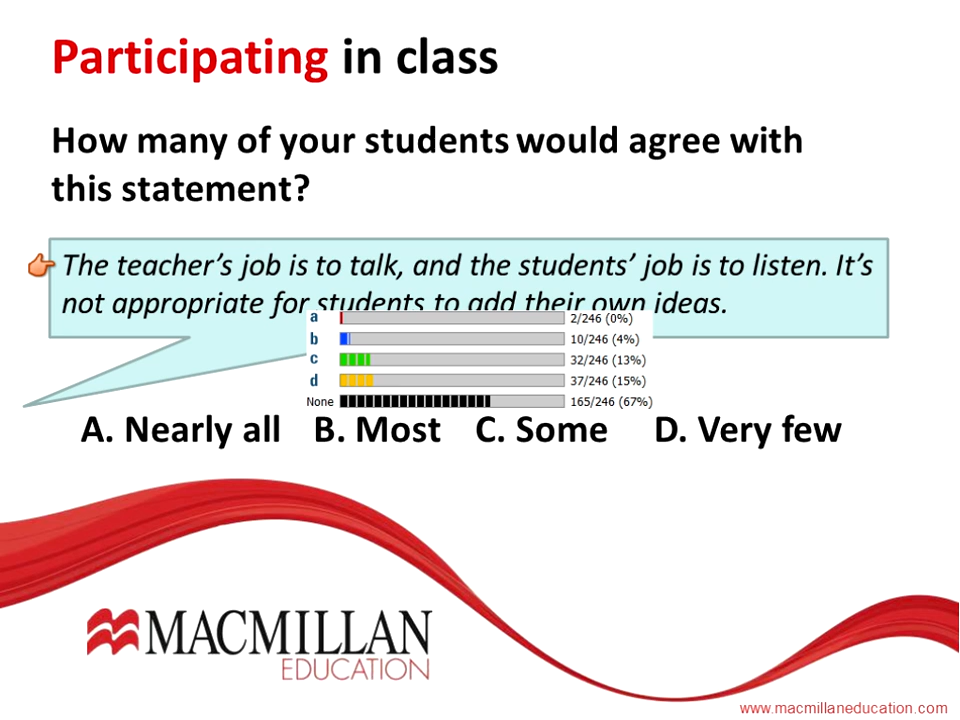 Participating in class
How many of your students would agree with
this statement?
The teacher's job is to talk, and the students' job is to listen. It's
not appropriate for students to add their own ideas.
a 2/246 (0%)
b 10/246 (4%)
c 32/246 (13%)
d 37/246 (15%)
None 165/246 (67%)
A. Nearly all B. Most C. Some D. Very few
MACMILLAN
EDUCATION
www.macmillaneducation.com